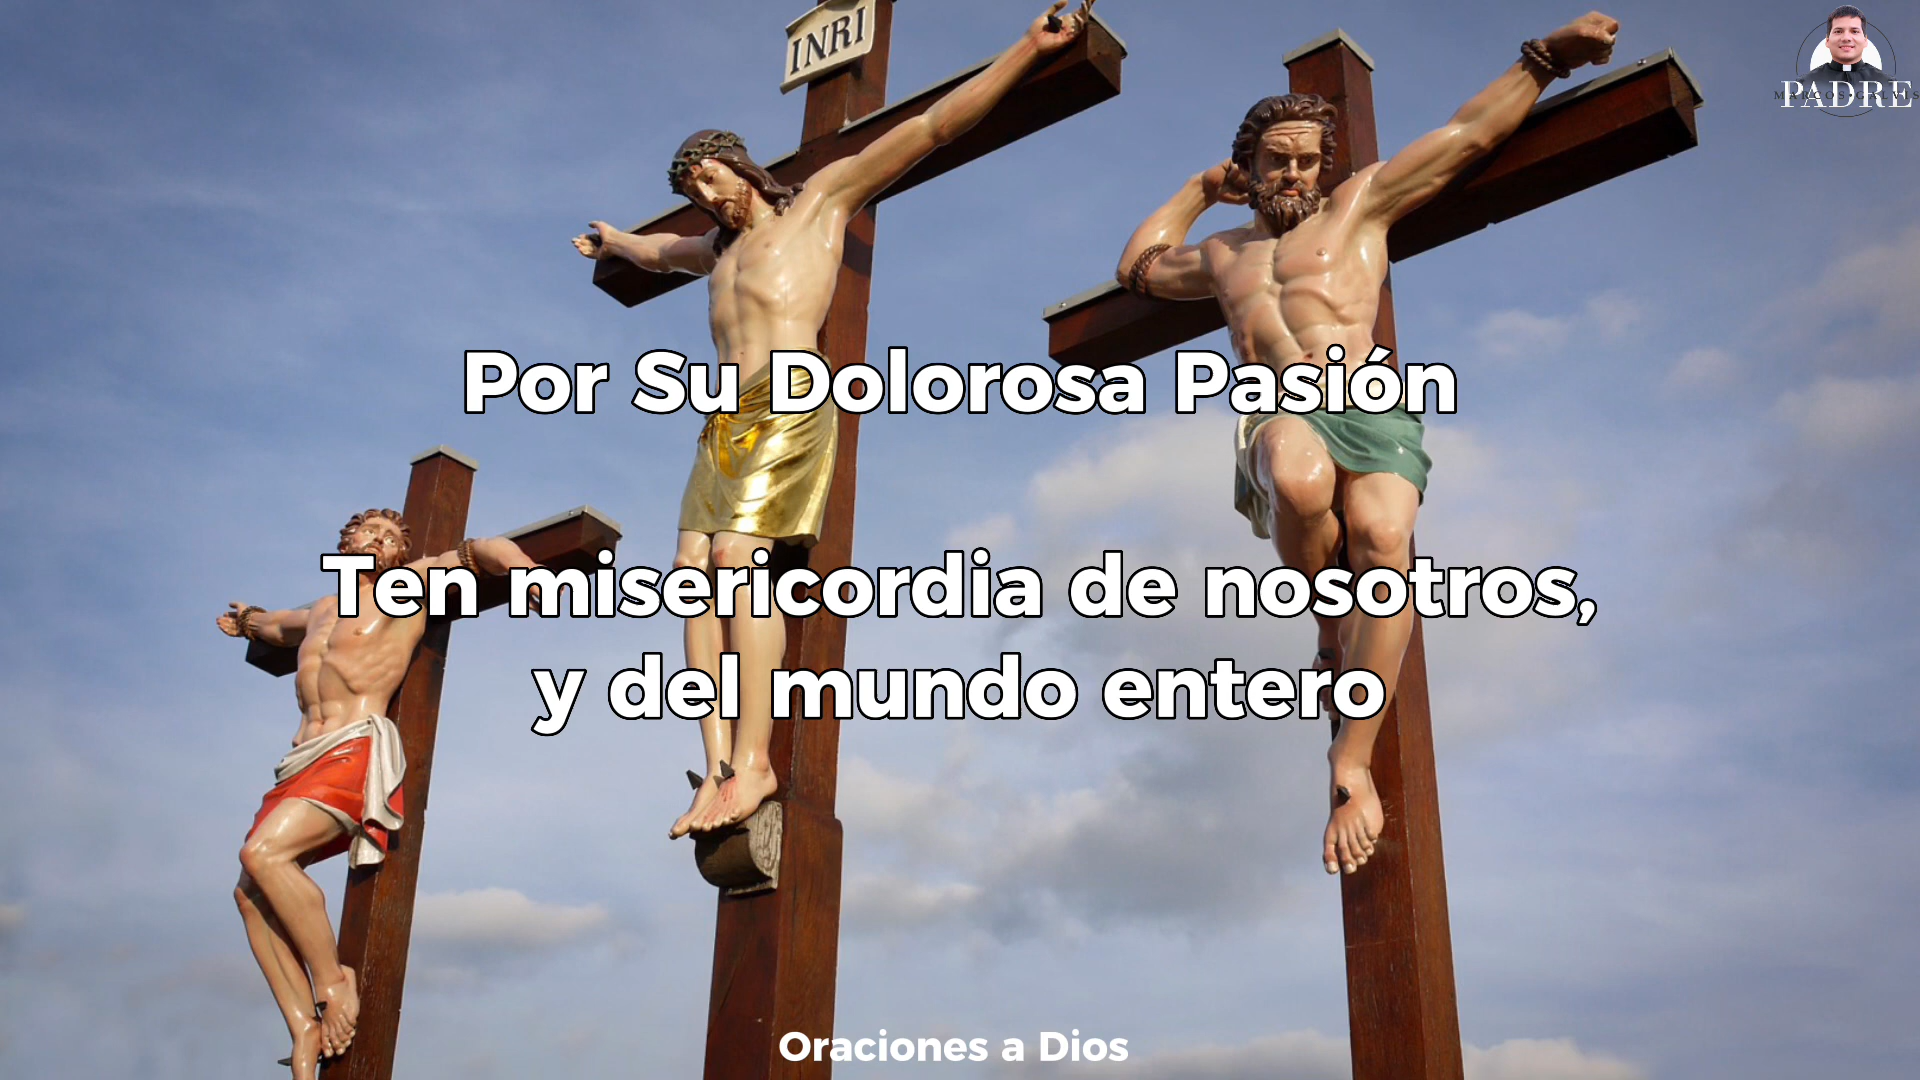 INRI
PADRE
Por Su Dolorosa Pasión
Ten misericordia de nosotros,
y del mundo entero
Oraciones a Dios